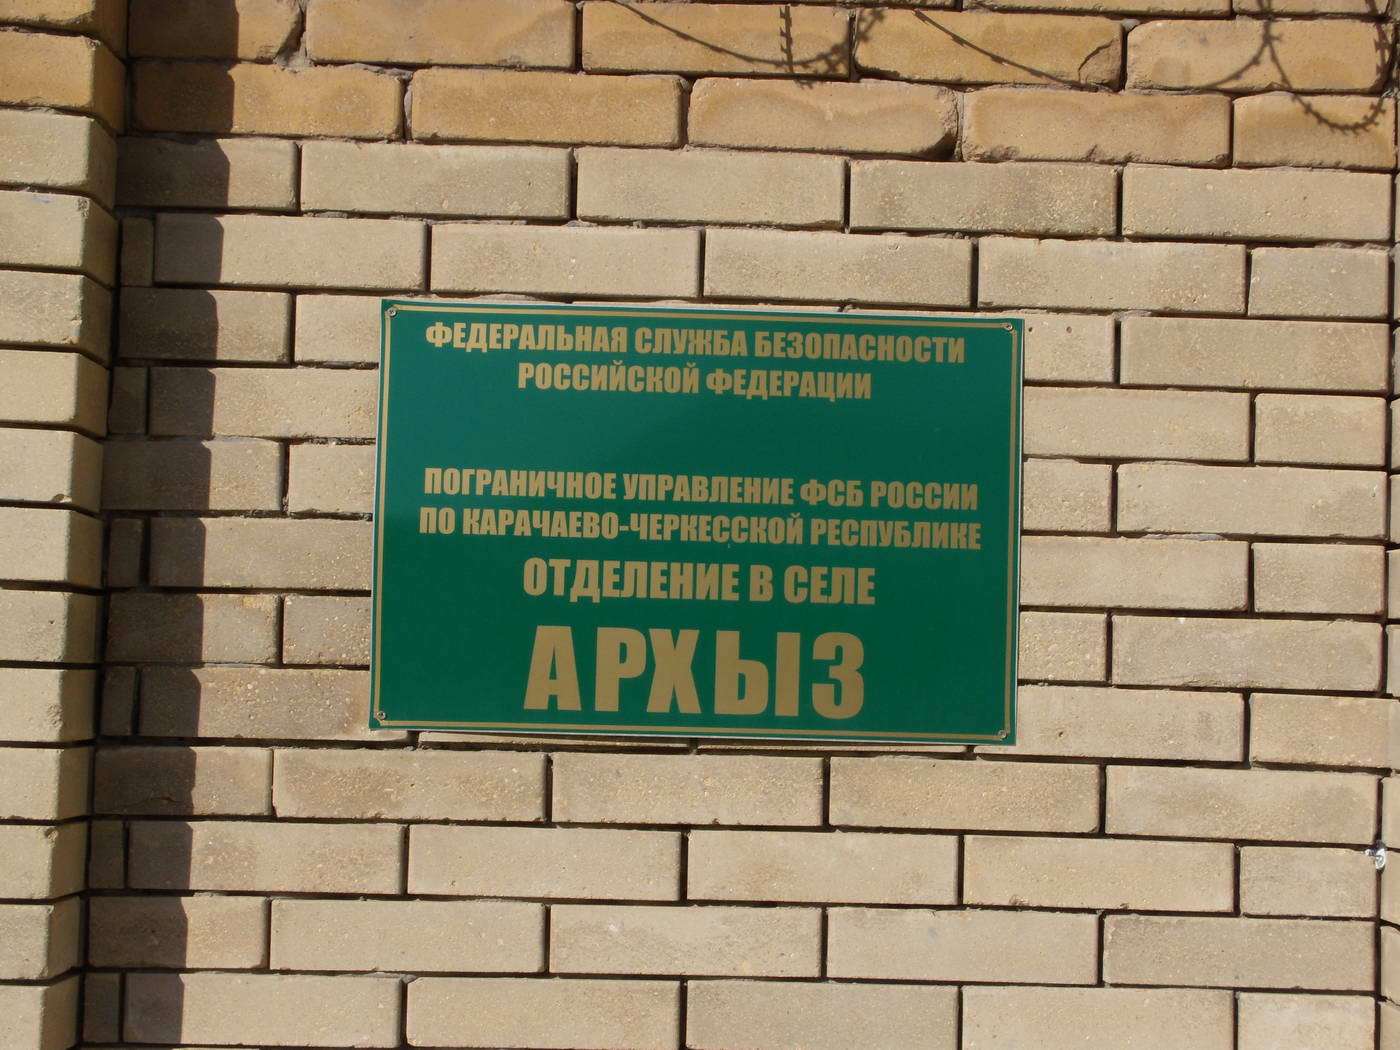 ФЕДЕРАЛЬНАЯ СЛУЖБА БЕЗОПАСНОСТИ
РОССИЙСКОЙ ФЕДЕРАЦИИ
ПОГРАНИЧНОЕ УПРАВЛЕНИЕ ФСБ РОССИИ
ПО КАРАЧАЕВО-ЧЕРКЕССКОЙ РЕСПУБЛИКЕ
ОТДЕЛЕНИЕ В СЕЛЕ
АРХЫЗ